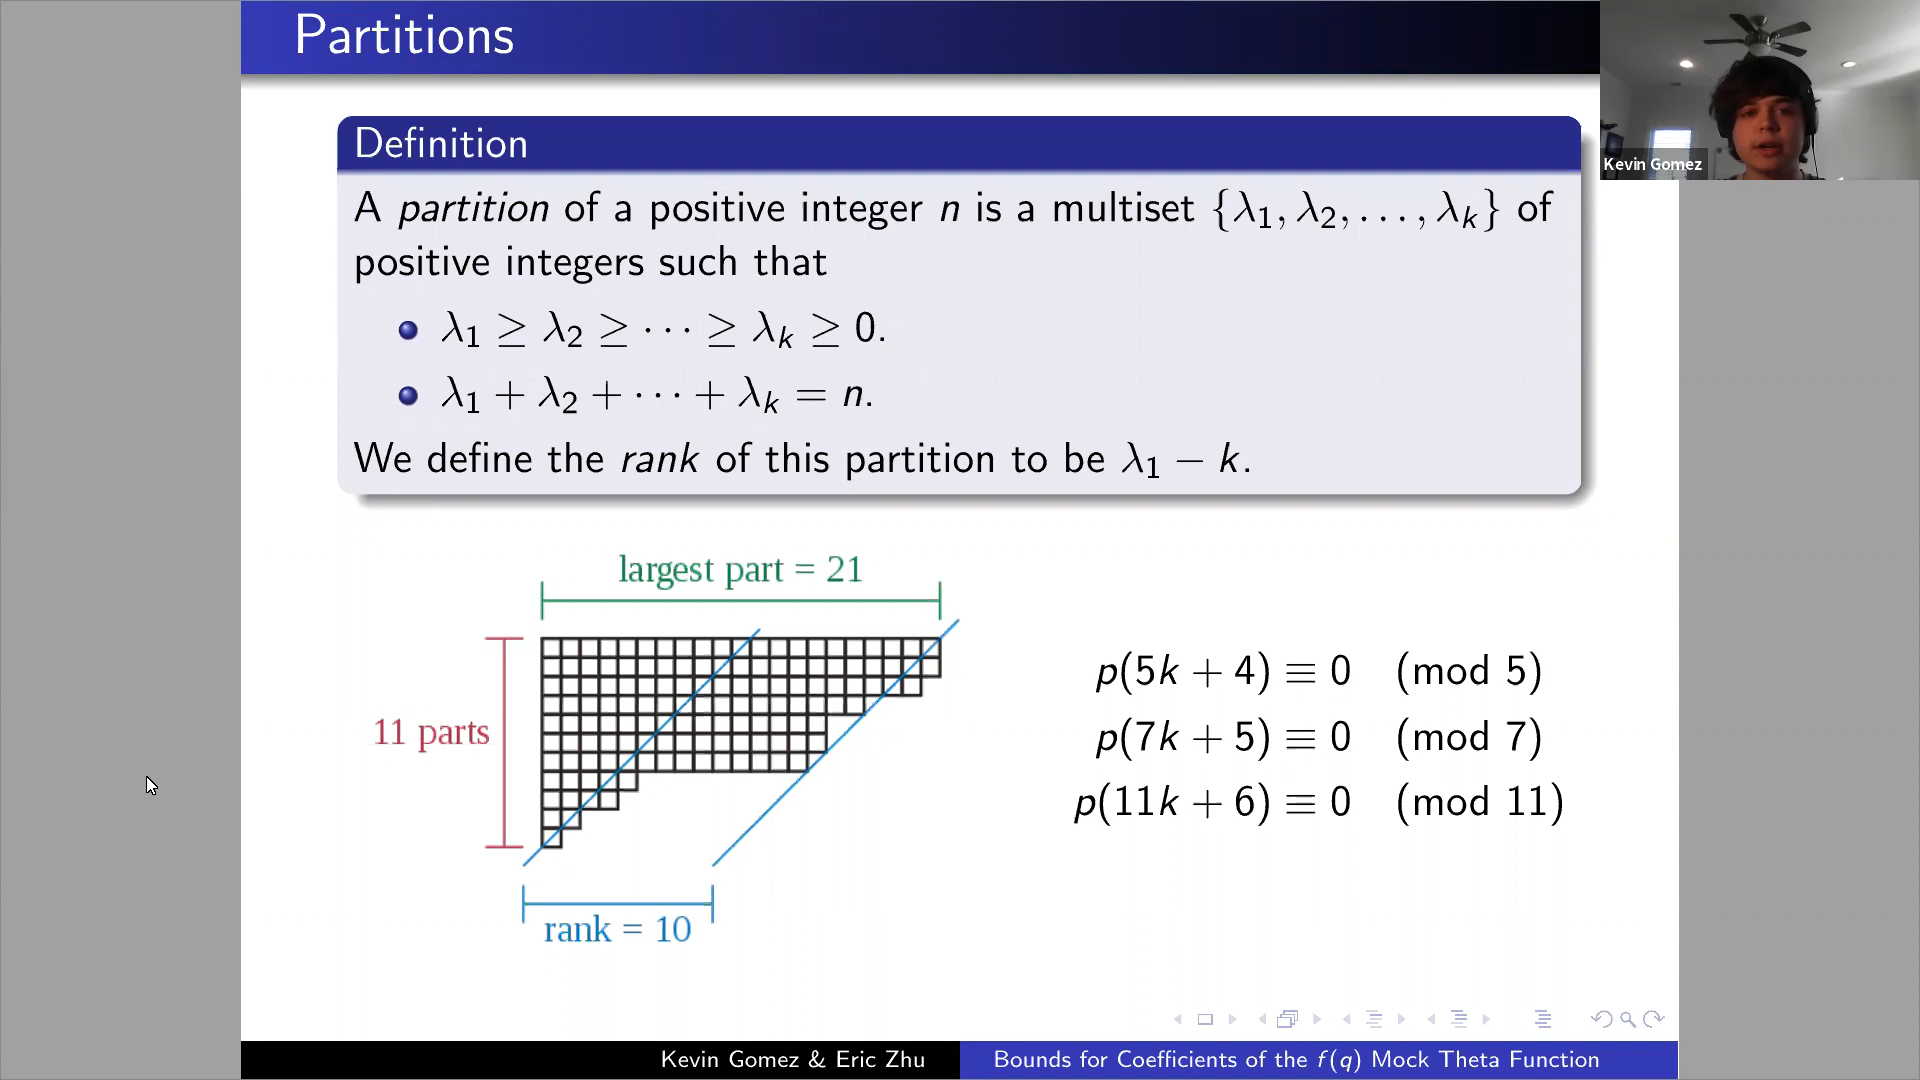 Partitions
Kevin Gomez
Definition
A partition of a positive integer n is a multiset {λ₁, λ₂, . . . , λₖ} of
positive integers such that
λ₁ ≥ λ₂ ≥ · · · ≥ λₖ ≥ 0.
λ₁ + λ₂ + · · · + λₖ = n.
We define the rank of this partition to be λ₁ − k.
largest part = 21
11 parts
rank = 10
p(5k + 4) ≡ 0 (mod 5)
p(7k + 5) ≡ 0 (mod 7)
p(11k + 6) ≡ 0 (mod 11)
Kevin Gomez & Eric Zhu
Bounds for Coefficients of the f(q) Mock Theta Function